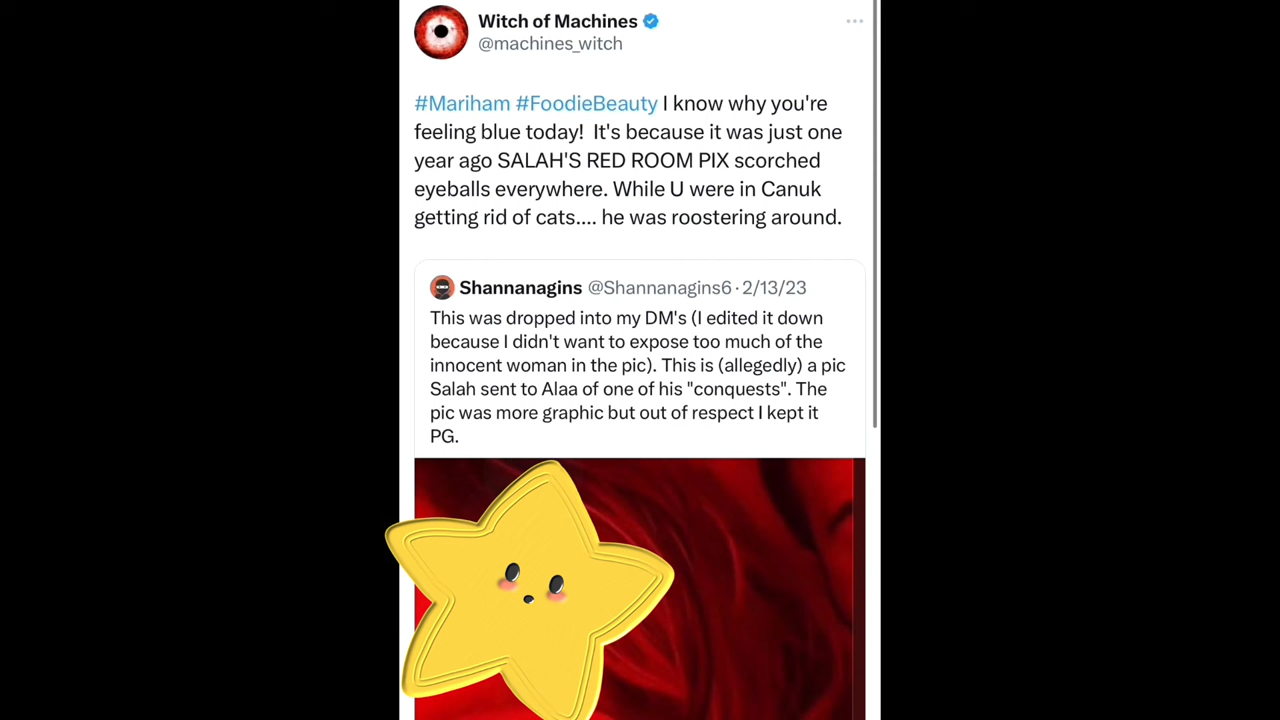 Witch of Machines
@machines_witch
#Mariham #FoodieBeauty I know why you're
feeling blue today!  It's because it was just one
year ago SALAH'S RED ROOM PIX scorched
eyeballs everywhere. While U were in Canuk
getting rid of cats.... he was roostering around.
Shannanagins @Shannanagins6 · 2/13/23
This was dropped into my DM's (I edited it down
because I didn't want to expose too much of the
innocent woman in the pic). This is (allegedly) a pic
Salah sent to Alaa of one of his "conquests". The
pic was more graphic but out of respect I kept it
PG.